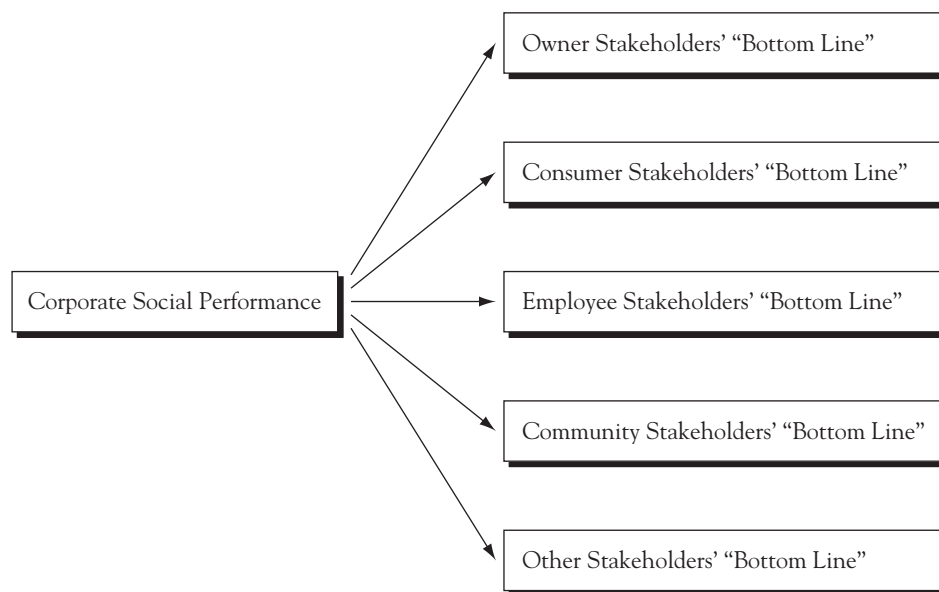 Owner Stakeholders’ “Bottom Line”
Consumer Stakeholders’ “Bottom Line”
Corporate Social Performance
Employee Stakeholders’ “Bottom Line”
Community Stakeholders’ “Bottom Line”
Other Stakeholders’ “Bottom Line”